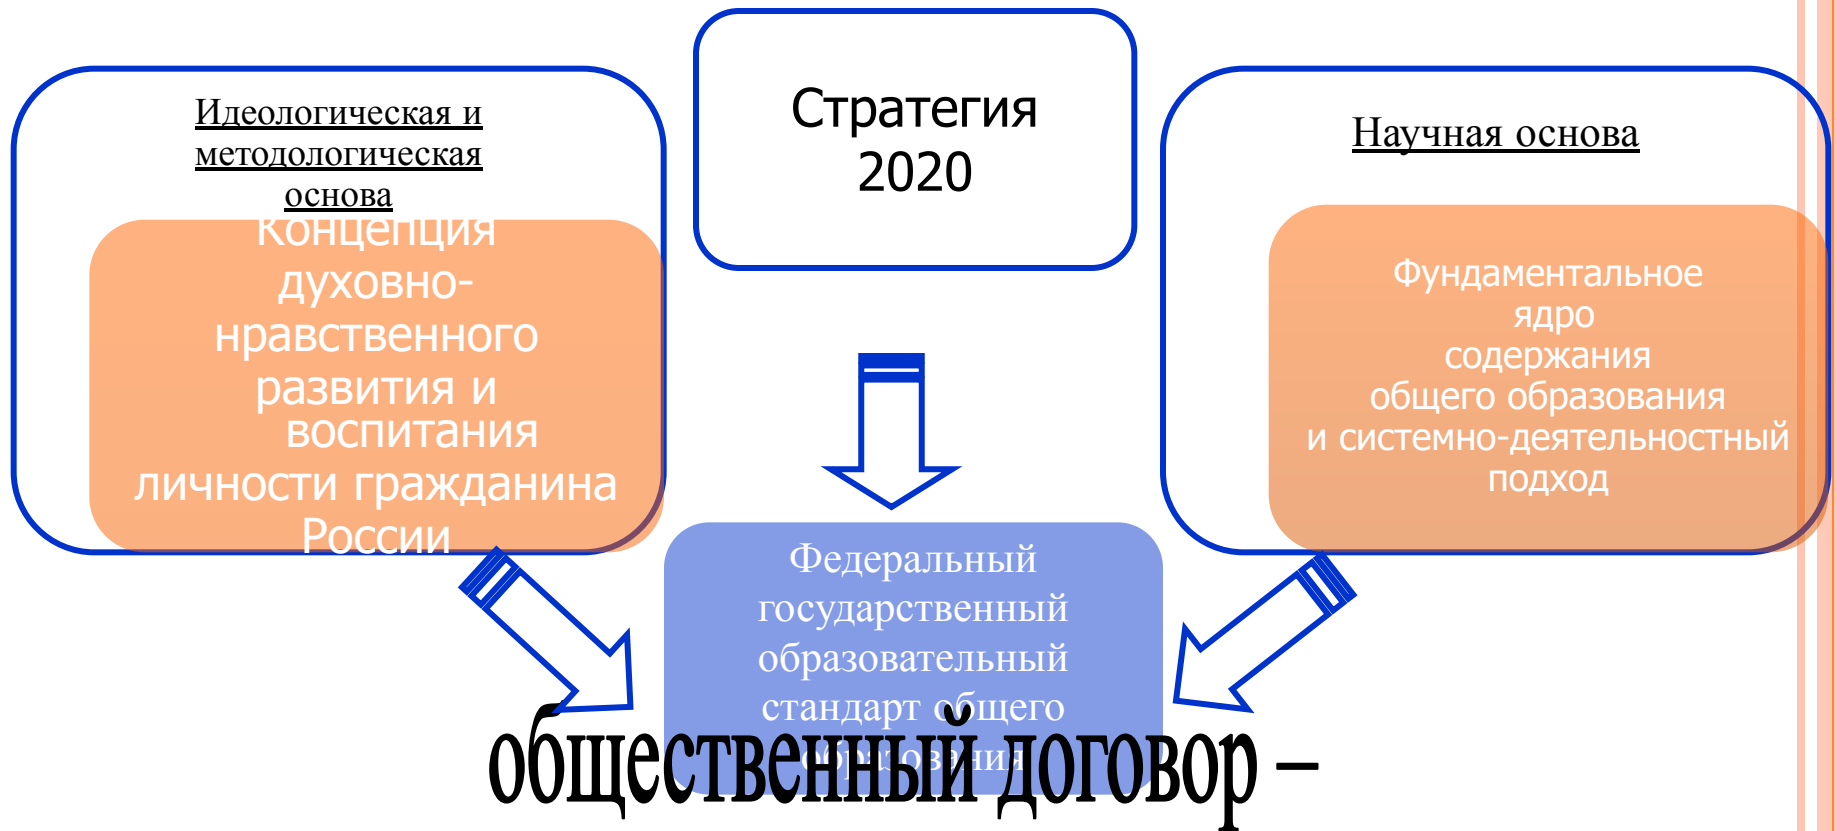 Идеологическая и
методологическая
основа
Концепция
духовно-
нравственного
развития и
воспитания
личности гражданина
России
Стратегия
2020
Научная основа
Фундаментальное
ядро
содержания
общего образования
и системно-деятельностный
подход
Федеральный
государственный
образовательный
стандарт общего
образования
общественный договор –